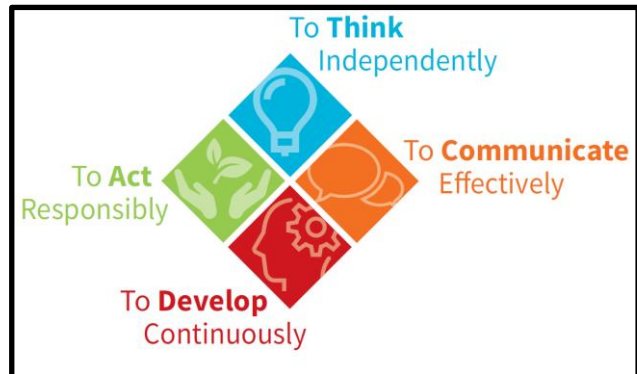 To Think
Independently
To Communicate
Effectively
To Act
Responsibly
To Develop
Continuously